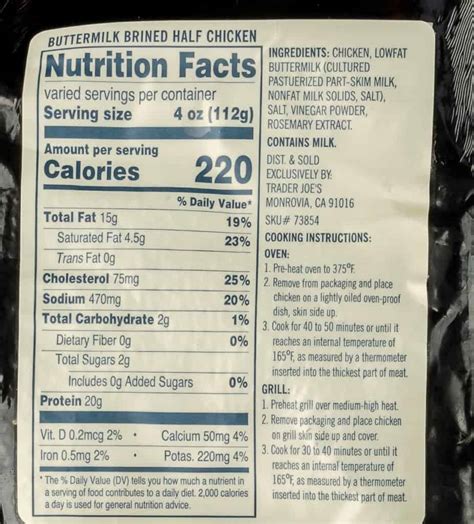 BUTTERMILK BRINED HALF CHICKEN
Nutrition Facts
varied servings per container
Serving size 4 oz (112g)
Amount per serving
Calories 220
% Daily Value*
Total Fat 15g 19%
Saturated Fat 4.5g 23%
Trans Fat 0g
Cholesterol 75mg 25%
Sodium 470mg 20%
Total Carbohydrate 2g 1%
Dietary Fiber 0g 0%
Total Sugars 2g
Includes 0g Added Sugars 0%
Protein 20g
Vit. D 0.2mcg 2% • Calcium 50mg 4%
Iron 0.5mg 2% • Potas. 220mg 4%
* The % Daily Value (DV) tells you how much a nutrient in
a serving of food contributes to a daily diet. 2,000 calories
a day is used for general nutrition advice.
INGREDIENTS: CHICKEN, LOWFAT
BUTTERMILK (CULTURED
PASTUERIZED PART-SKIM MILK,
NONFAT MILK SOLIDS, SALT),
SALT, VINEGAR POWDER,
ROSEMARY EXTRACT.
CONTAINS MILK.
DIST. & SOLD
EXCLUSIVELY BY:
TRADER JOE'S
MONROVIA, CA 91016
SKU# 73854
COOKING INSTRUCTIONS:
OVEN:
1. Pre-heat oven to 375°F.
2. Remove from packaging and place
chicken on a lightly oiled oven-proof
dish, skin side up.
3. Cook for 40 to 50 minutes or until it
reaches an internal temperature of
165°F, as measured by a thermometer
inserted into the thickest part of meat.
GRILL:
1. Preheat grill over medium-high heat.
2. Remove packaging and place chicken
on grill skin side up and cover.
3. Cook for 30 to 40 minutes or until it
reaches an internal temperature of
165°F, as measured by a thermometer
inserted into the thickest part of meat.